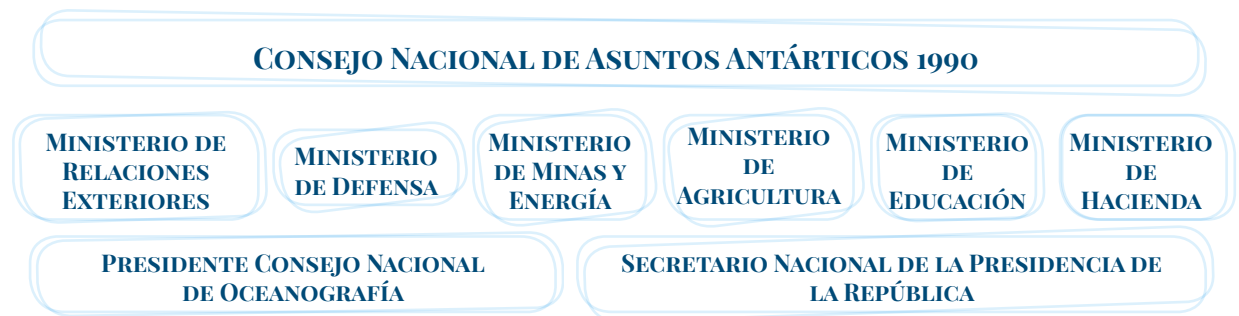 Consejo Nacional de Asuntos Antárticos 1990
Ministerio de
Relaciones
Exteriores
Ministerio
de Defensa
Ministerio
de Minas y
Energía
Ministerio
de
Agricultura
Ministerio
de
Educación
Ministerio
de
Hacienda
Presidente Consejo Nacional
de Oceanografía
Secretario Nacional de la Presidencia de
la República